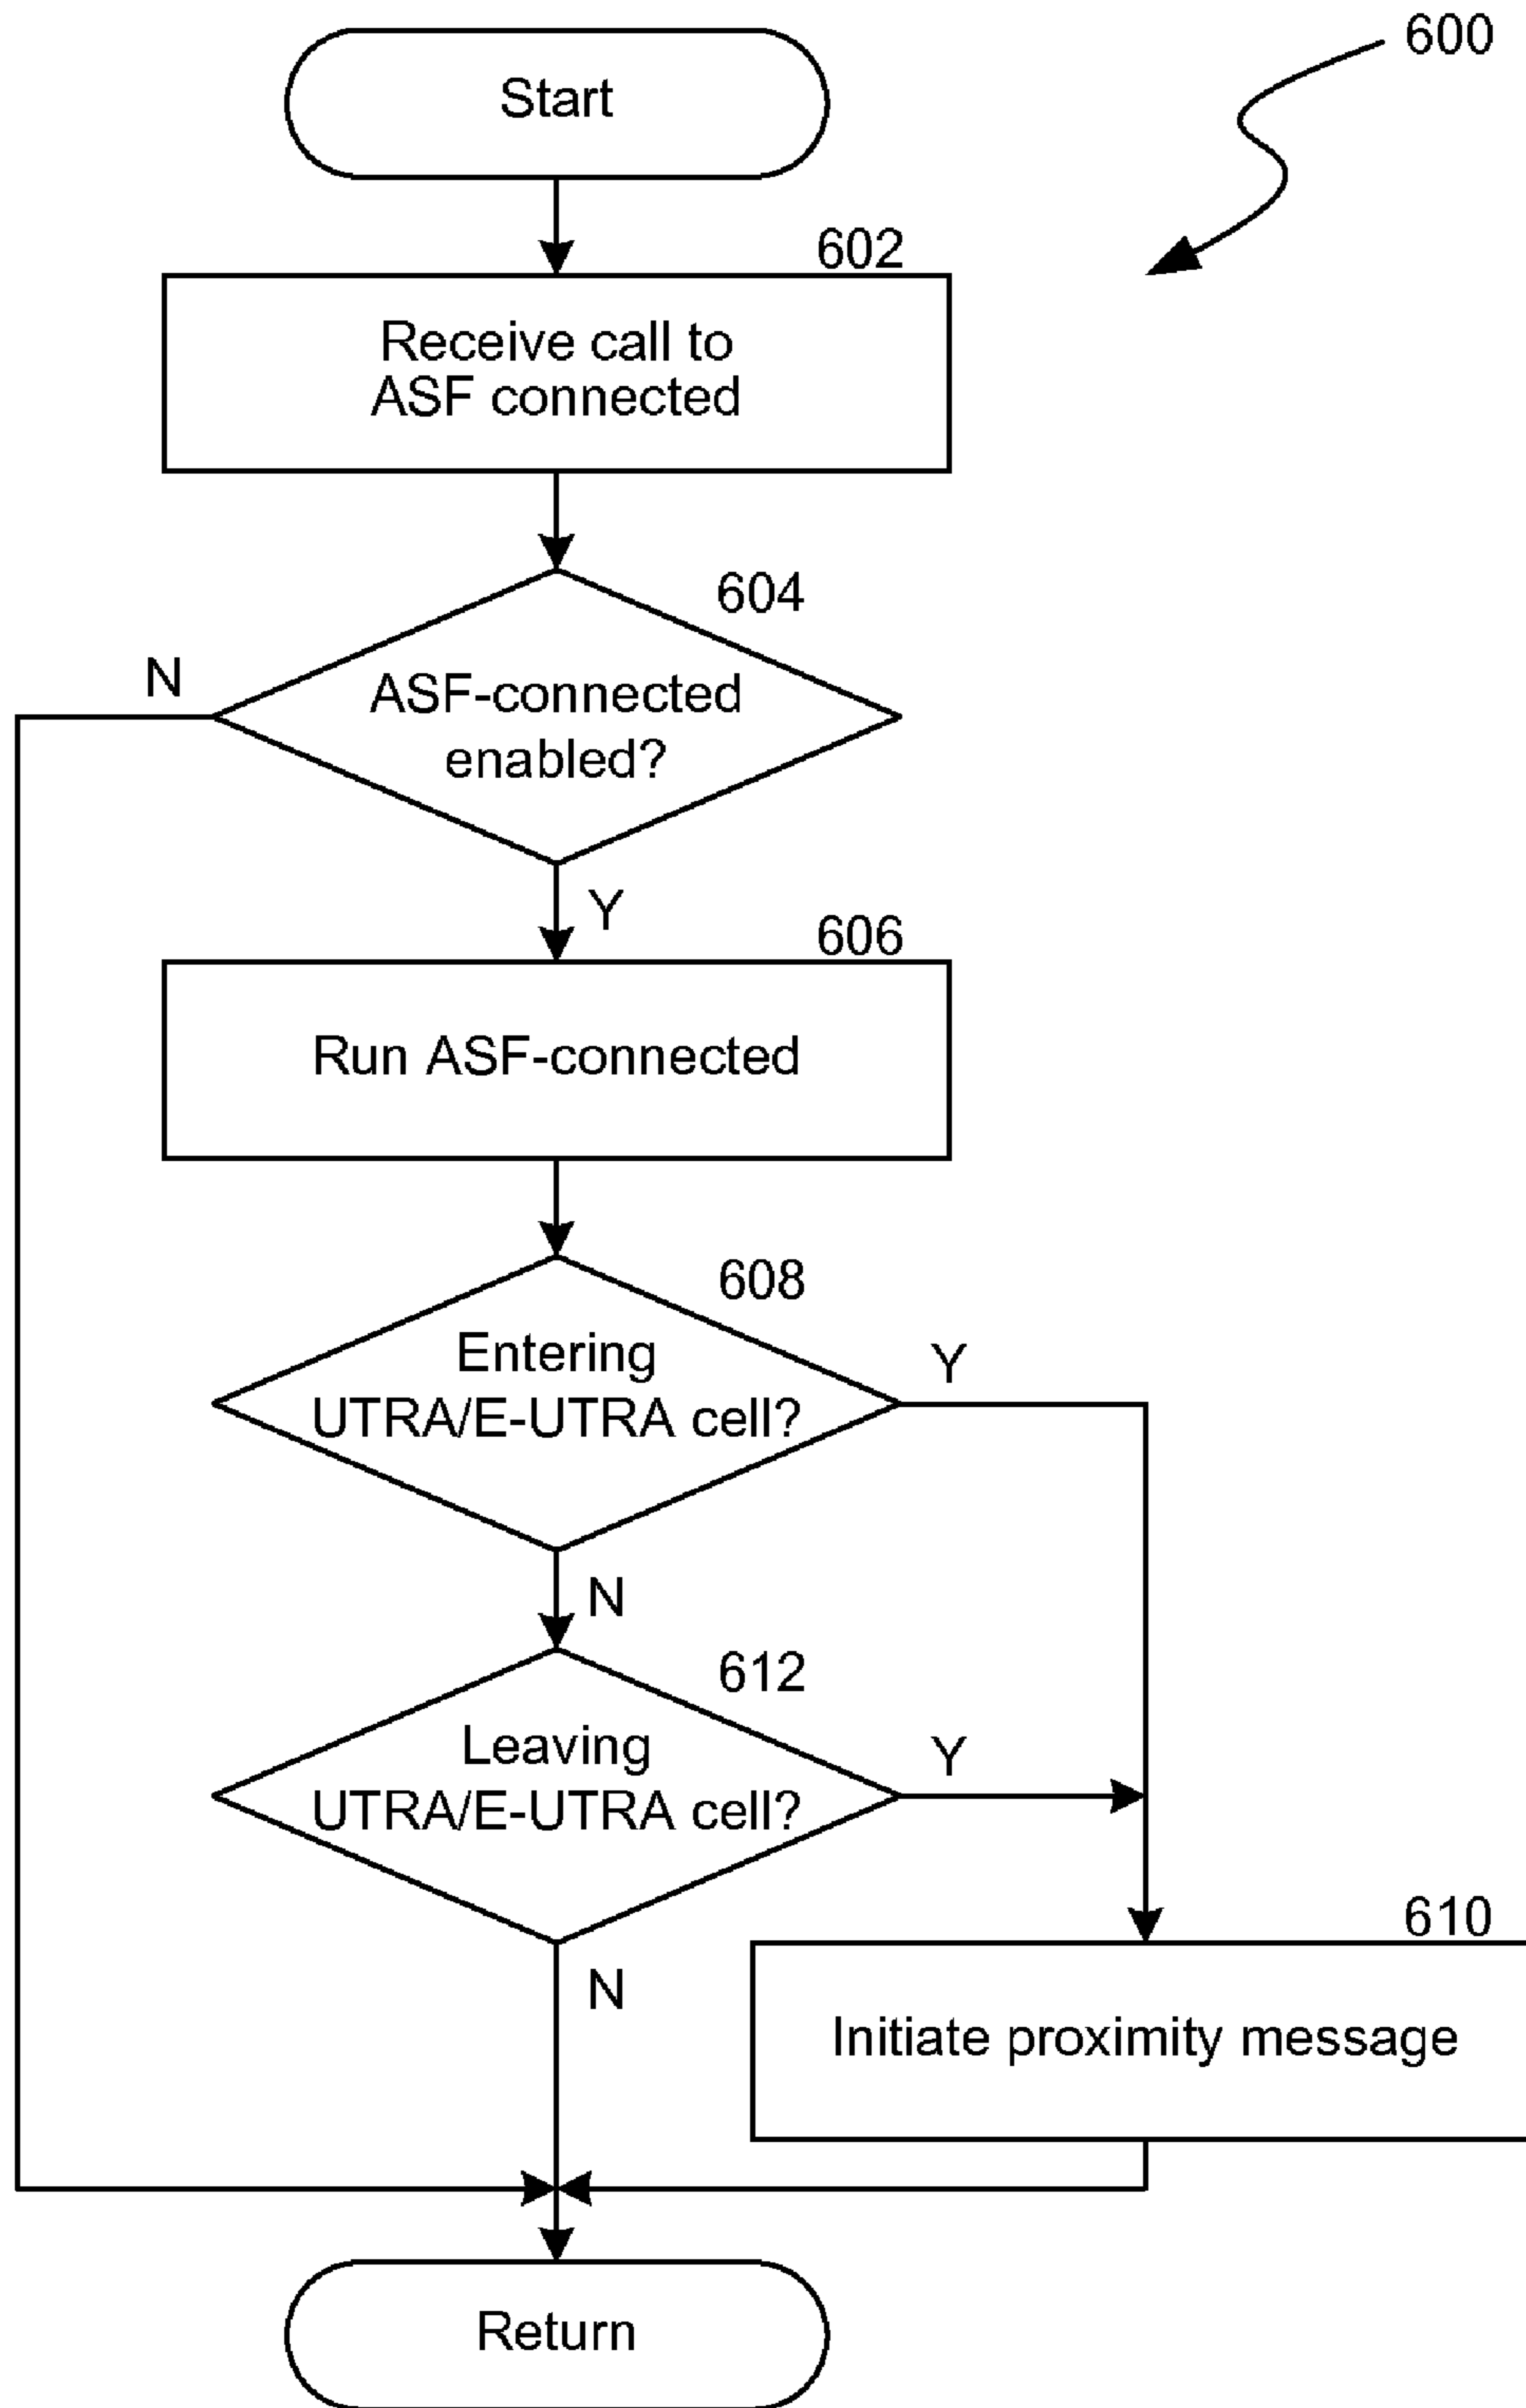 600
Start
602
Receive call to
ASF connected
604
N
ASF-connected
enabled?
Y
606
Run ASF-connected
608
Entering
UTRA/E-UTRA cell?
Y
N
612
Leaving
UTRA/E-UTRA cell?
Y
610
N
Initiate proximity message
Return